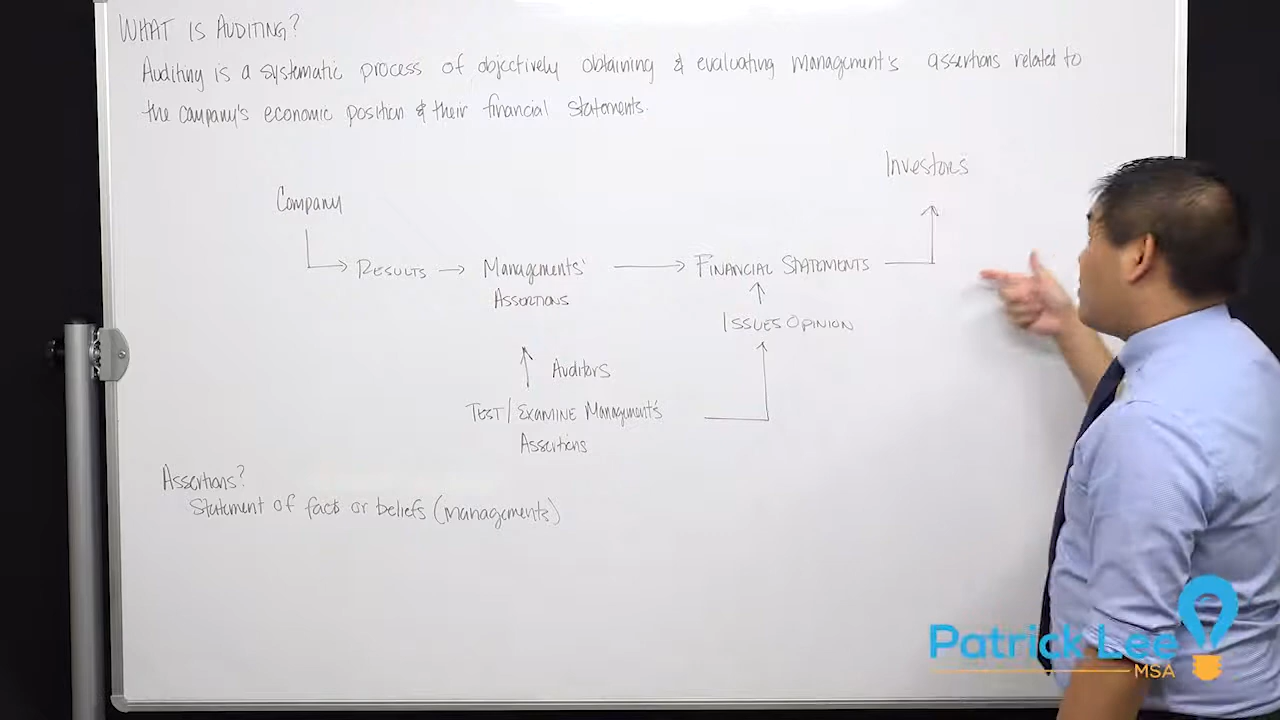 WHAT IS AUDITING?
Auditing is a systematic process of objectively obtaining & evaluating management's assertions related to
the company's economic position & their financial statements.
Investors
Company
RESULTS
Managements'
ASSERTIONS
FINANCIAL STATEMENTS
ISSUES OPINION
Auditors
TEST/EXAMINE Management's
Assertions
Assertions?
Statement of facts or beliefs (managements)
Patrick Lee
MSA